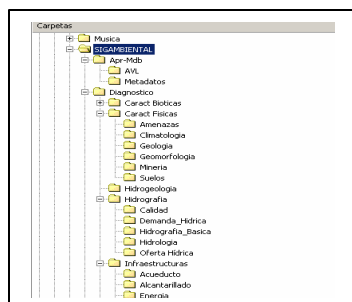 Carpetas
Musica
SIGAMBIENTAL
Apr-Mdb
AVL
Metadatos
Diagnostico
Caract Bioticas
Caract Fisicas
Amenazas
Climatologia
Geologia
Geomorfologia
Mineria
Suelos
Hidrogeologia
Hidrografia
Calidad
Demanda_Hidrica
Hidrografia_Basica
Hidrologia
Oferta Hidrica
Infraestructuras
Acueducto
Alcantarillado
Energia